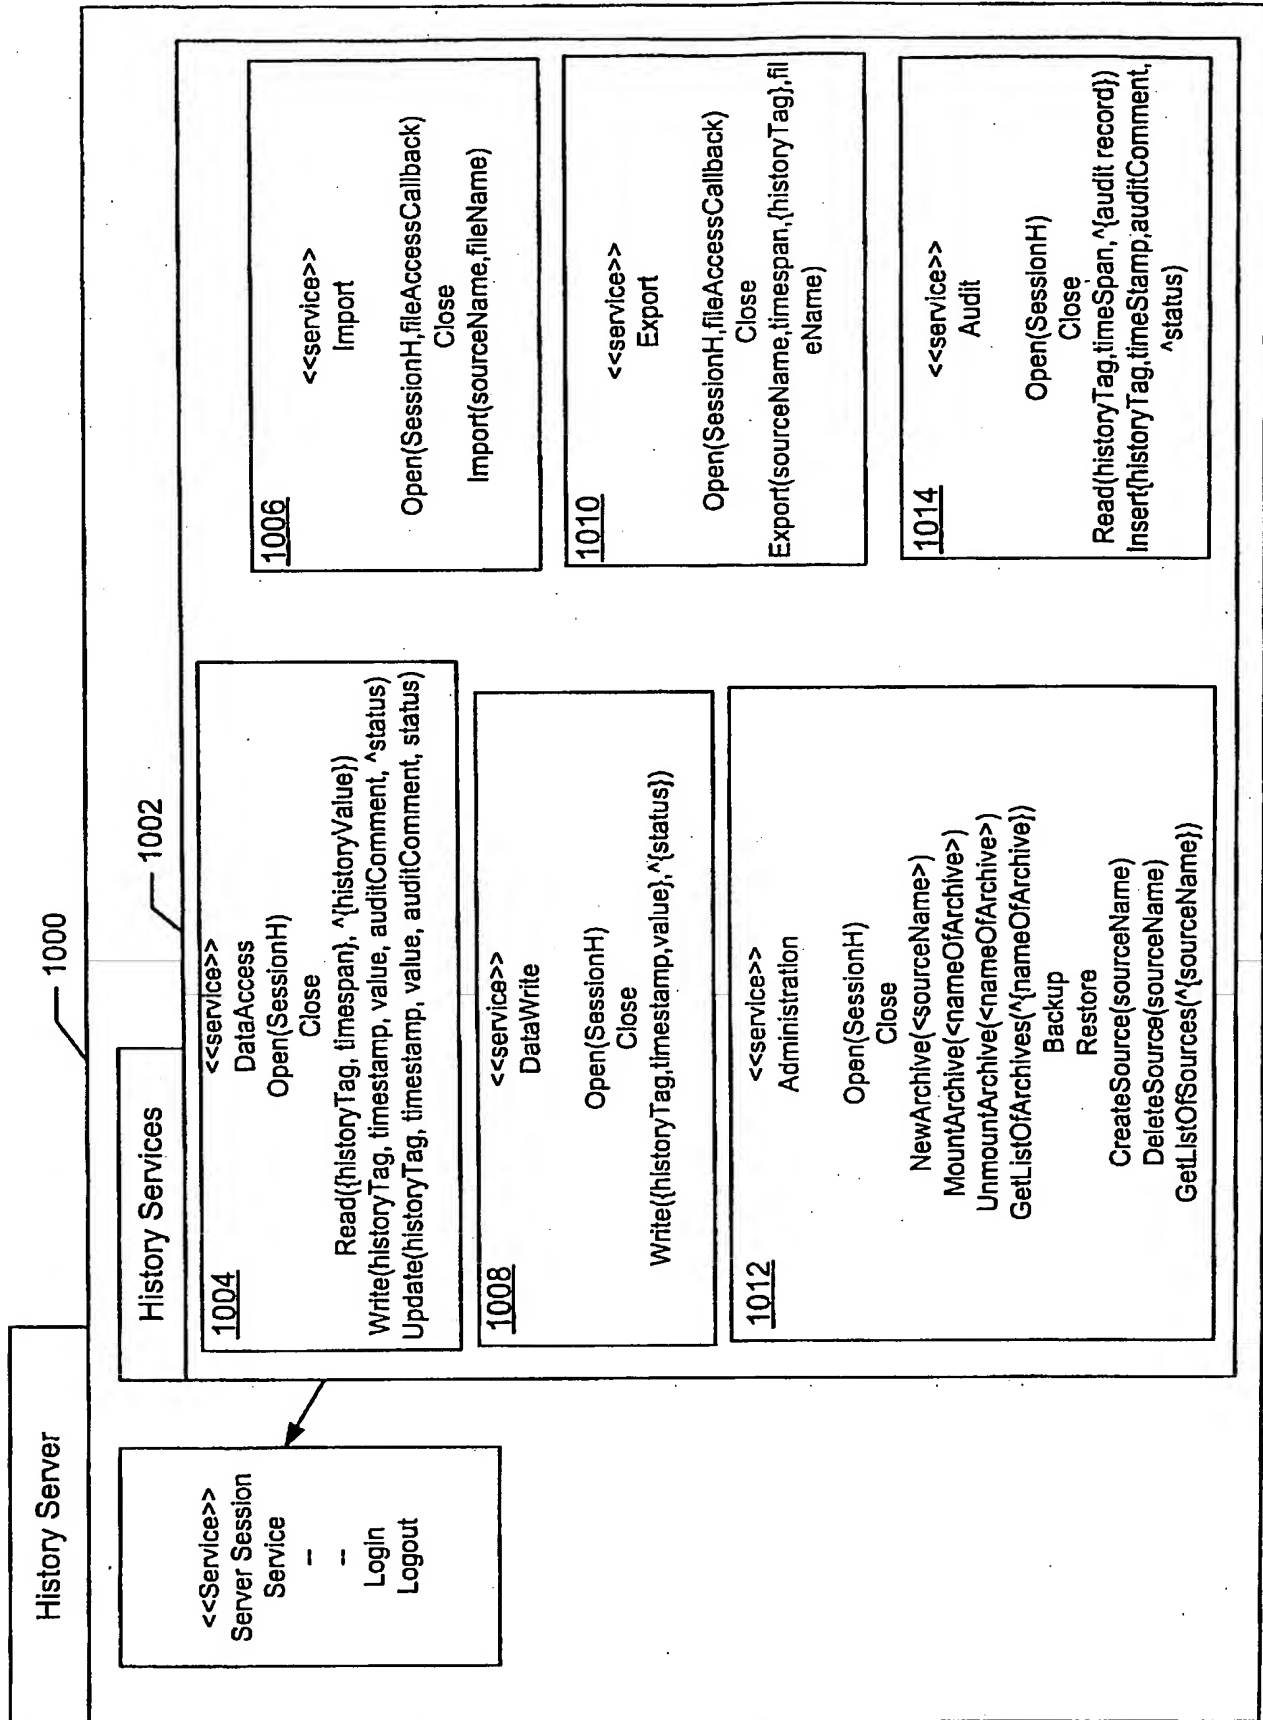 History Server
1000
<<Service>>
Server Session
Service
--
--
Login
Logout
History Services
1002
1004
<<service>>
DataAccess
Open(SessionH)
Close
Read({historyTag, timespan}, ^{historyValue})
Write(historyTag, timestamp, value, auditComment, ^status)
Update(historyTag, timestamp, value, auditComment, status)
1006
<<service>>
Import
Open(SessionH,fileAccessCallback)
Close
Import(sourceName,fileName)
1008
<<service>>
DataWrite
Open(SessionH)
Close
Write({historyTag,timestamp,value},^{status})
1010
<<service>>
Export
Open(SessionH,fileAccessCallback)
Close
Export(sourceName,timespan,{historyTag},fil
eName)
1012
<<service>>
Administration
Open(SessionH)
Close
NewArchive(<sourceName>)
MountArchive(<nameOfArchive>)
UnmountArchive(<nameOfArchive>)
GetListOfArchives(^{nameOfArchive})
Backup
Restore
CreateSource(sourceName)
DeleteSource(sourceName)
GetListOfSources(^{sourceName})
1014
<<service>>
Audit
Open(SessionH)
Close
Read(historyTag,timeSpan,^{audit record})
Insert{historyTag,timeStamp,auditComment,
^status)